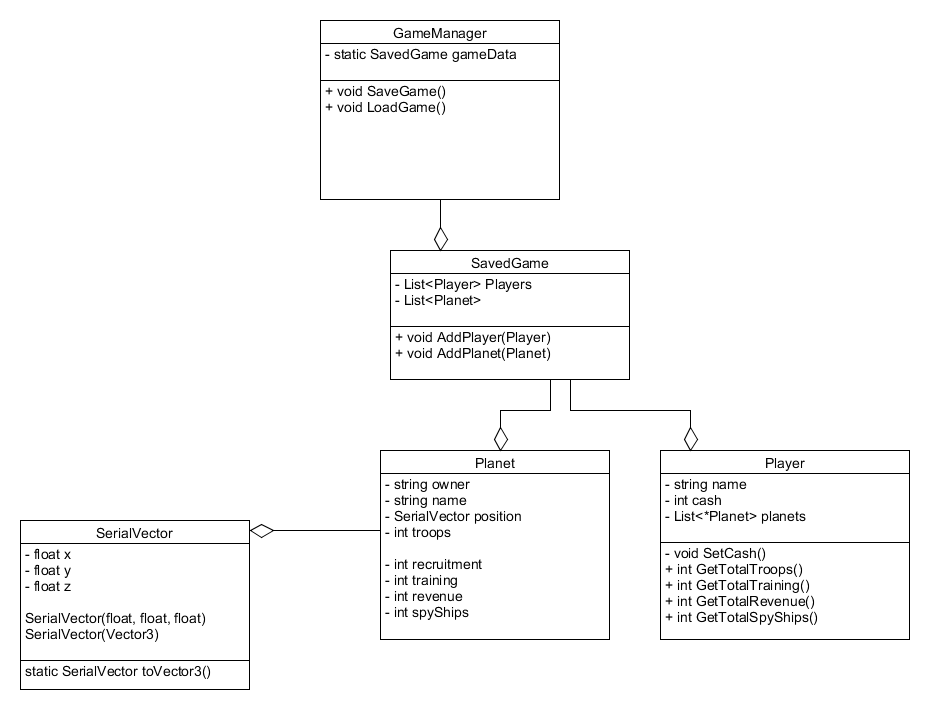 GameManager
- static SavedGame gameData
+ void SaveGame()
+ void LoadGame()
SavedGame
- List<Player> Players
- List<Planet>
+ void AddPlayer(Player)
+ void AddPlanet(Planet)
Planet
- string owner
- string name
- SerialVector position
- int troops
- int recruitment
- int training
- int revenue
- int spyShips
Player
- string name
- int cash
- List<*Planet> planets
- void SetCash()
+ int GetTotalTroops()
+ int GetTotalTraining()
+ int GetTotalRevenue()
+ int GetTotalSpyShips()
SerialVector
- float x
- float y
- float z
SerialVector(float, float, float)
SerialVector(Vector3)
static SerialVector toVector3()